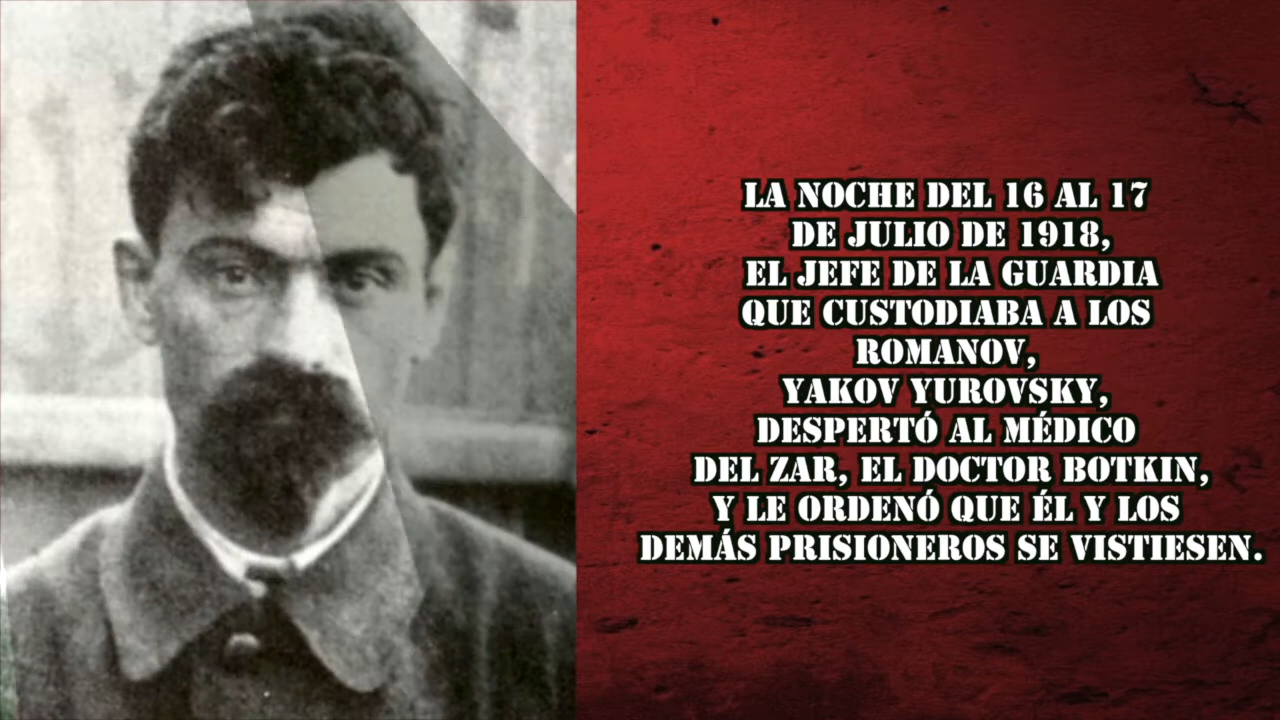 LA NOCHE DEL 16 AL 17
DE JULIO DE 1918,
EL JEFE DE LA GUARDIA
QUE CUSTODIABA A LOS
ROMANOV,
YAKOV YUROVSKY,
DESPERTÓ AL MÉDICO
DEL ZAR, EL DOCTOR BOTKIN,
Y LE ORDENÓ QUE ÉL Y LOS
DEMÁS PRISIONEROS SE VISTIESEN.